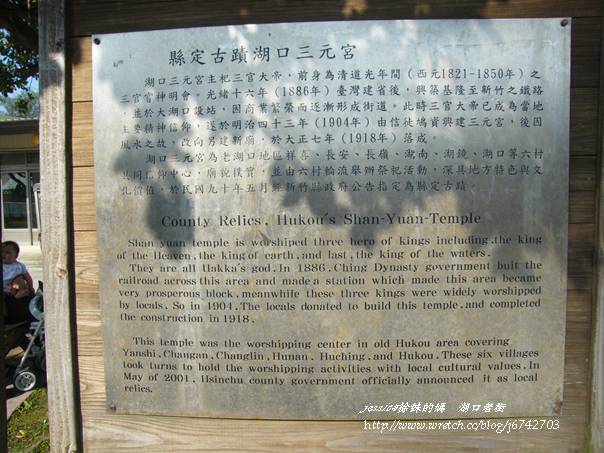 縣定古蹟湖口三元宮
湖口三元宮主祀三官大帝，前身為清道光年間（西元1821-1850年）之
三官嘗神明會。光緒十六年（1886年）臺灣建省後，興築基隆至新竹之鐵路
，並於大湖口設站，因商業繁榮而逐漸形成街道。此時三官大帝已成為當地
主要精神信仰，遂於明治四十三年（1904年）由信徒鳩資興建三元宮，後因
風水之故，改向另建新廟，於大正七年（1918年）落成。
湖口三元宮為老湖口地區祥喜、長安、長嶺、湖南、湖鏡、湖口等六村
共同信仰中心，廟貌樸實，並由六村輪流舉辦祭祀活動，深具地方特色與文
化價值，於民國九十年五月經新竹縣政府公告指定為縣定古蹟。
County Relics, Hukou's Shan-Yuan-Temple
Shan yuan temple is worshiped three hero of kings including,the king
of the Heaven,the king of earth, and last, the king of the waters.
They are all Hakka's god. In 1886, Ching Dynasty government buit the
railroad across this area and made a station which made this area became
very prosperous block, meanwhile these three kings were widely worshipped
by locals. So in 1904, The locals donated to build this temple,and completed
the construction in 1918.
This temple was the worshipping center in old Hukou area covering
Yanshi, Changan, Changlin, Hunan, Huching, and Hukou. These six villages
took turns to hold the worshipping activities with local cultural values. In
May of 2001, Hsinchu county government officially announced it as local
relics.
jessica姊妹的媽 湖口老街
http://www.wretch.cc/blog/j6742703